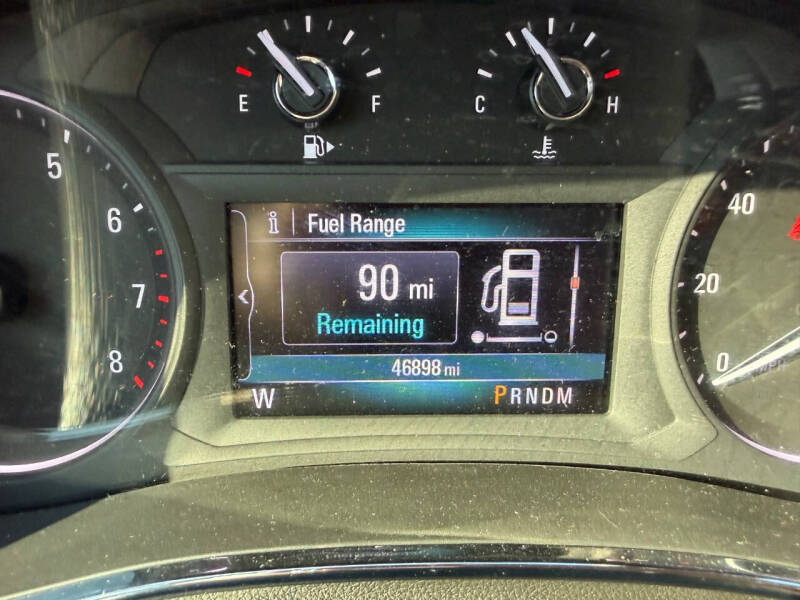 E F
C H
5
6
7
8
i Fuel Range
90 mi
Remaining
46898 mi
W PRNDM
40
20
0